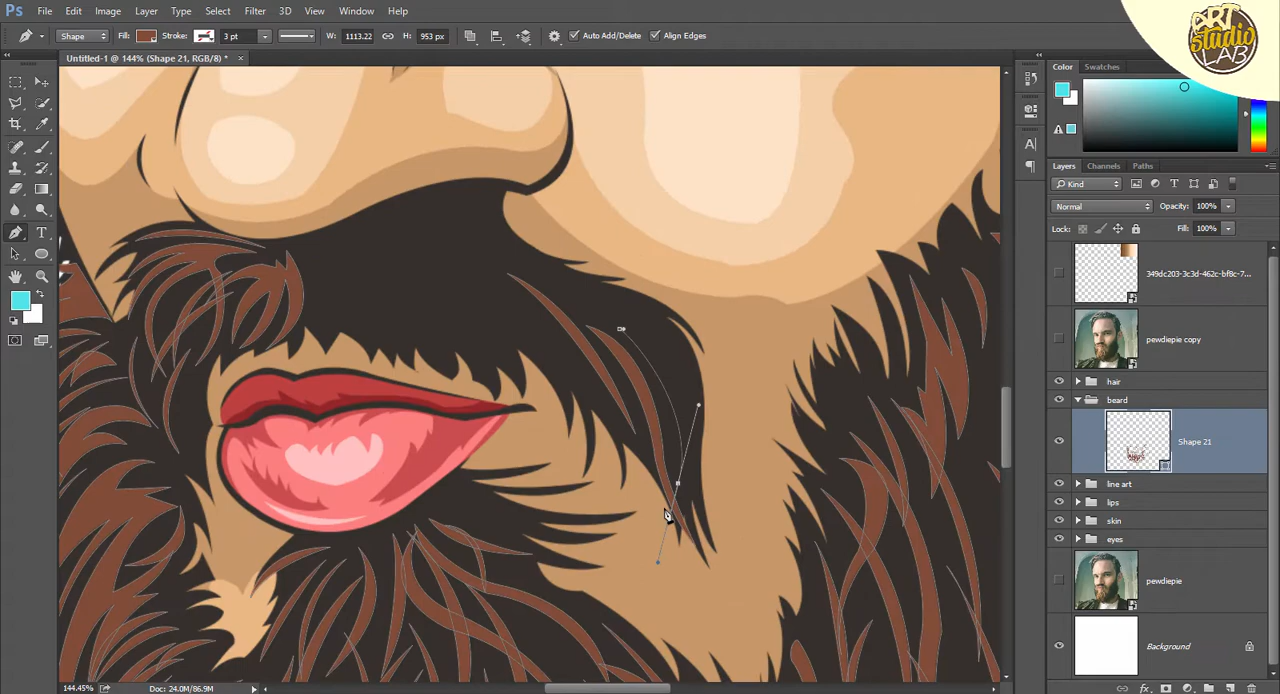 Ps File Edit Image Layer Type Select Filter 3D View Window Help
ART studio LAB
Shape Fill: Stroke: 3 pt W: 1113.22 H: 953 px Auto Add/Delete Align Edges
Untitled-1 @ 144% (Shape 21, RGB/8) * ×
Color Swatches
Layers Channels Paths
Kind
Normal Opacity: 100%
Lock: Fill: 100%
349dc203-3c3d-462c-bf8c-7...
pewdiepie copy
hair
beard
Shape 21
line art
lips
skin
eyes
pewdiepie
Background
144.45% Doc: 24.0M/86.9M